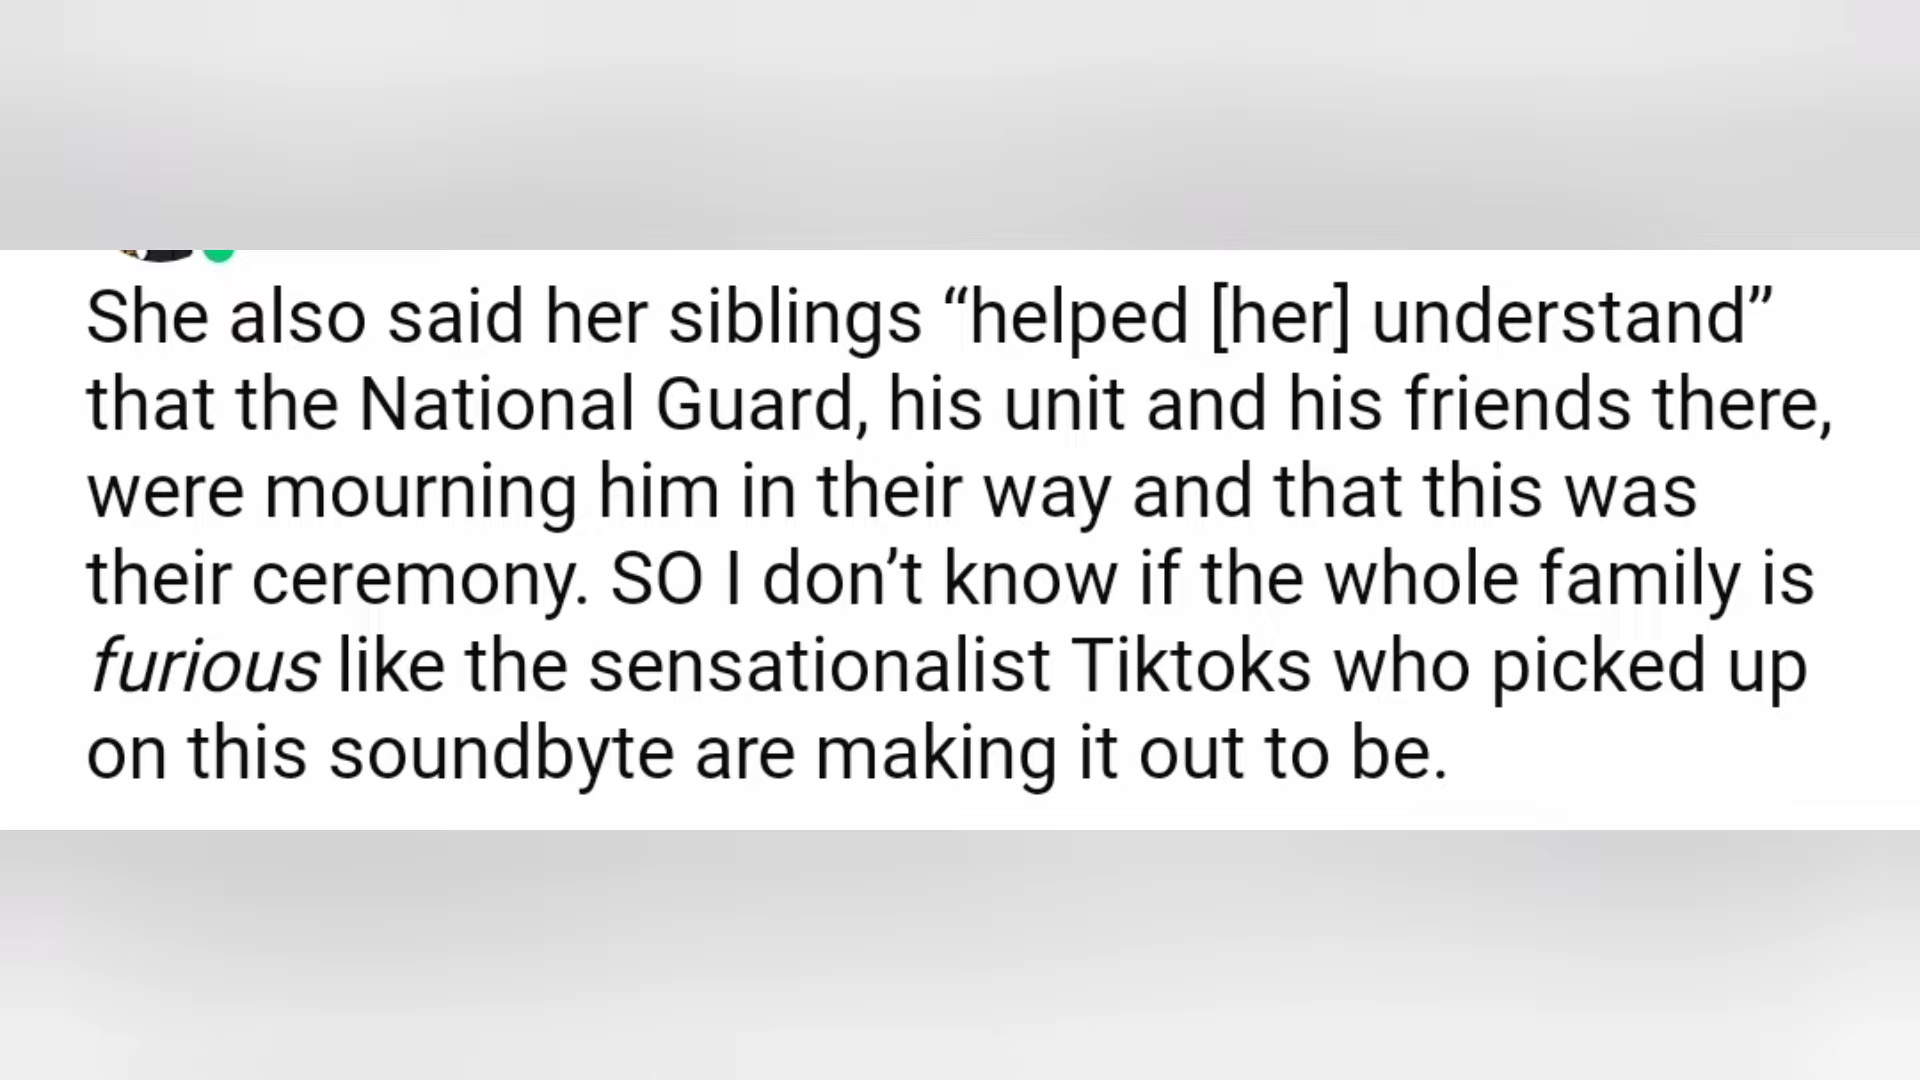 She also said her siblings “helped [her] understand”
that the National Guard, his unit and his friends there,
were mourning him in their way and that this was
their ceremony. SO I don’t know if the whole family is
furious like the sensationalist Tiktoks who picked up
on this soundbyte are making it out to be.